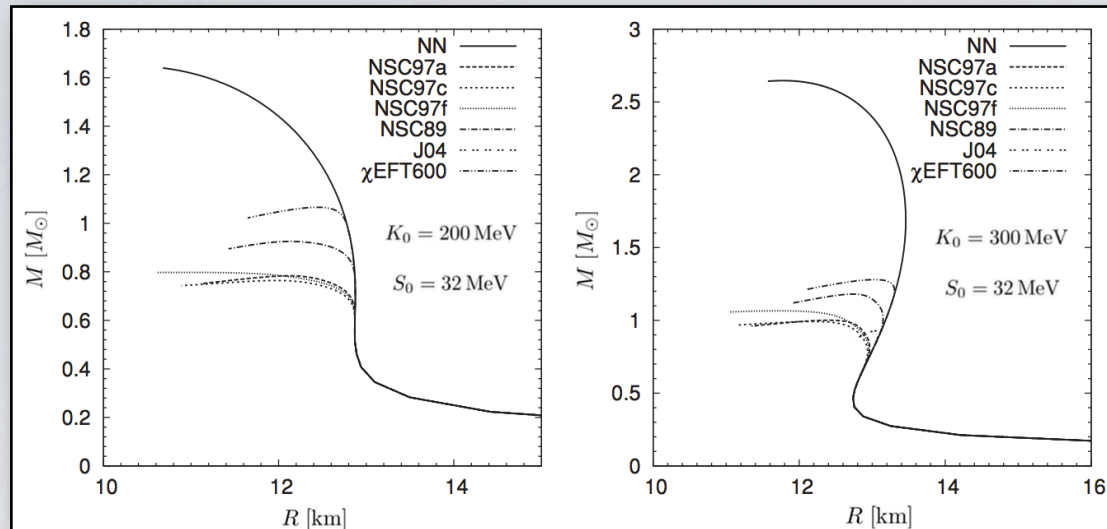 1.8
1.6
1.4
1.2
1
0.8
0.6
0.4
0.2
0
M [M⊙]
NN
NSC97a
NSC97c
NSC97f
NSC89
J04
χEFT600
K₀ = 200 MeV
S₀ = 32 MeV
10 12 14
R [km]
3
2.5
2
1.5
1
0.5
0
M [M⊙]
NN
NSC97a
NSC97c
NSC97f
NSC89
J04
χEFT600
K₀ = 300 MeV
S₀ = 32 MeV
10 12 14 16
R [km]